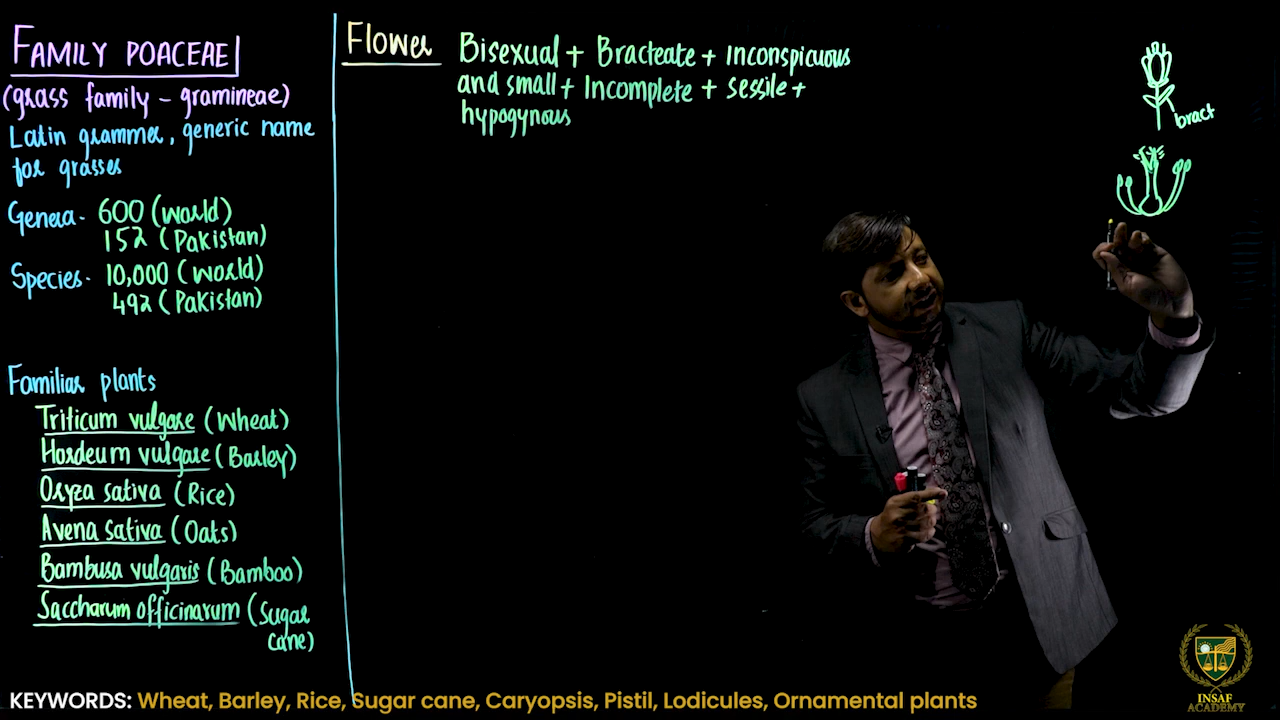 FAMILY POACEAE
(grass family - gramineae)
Latin grammer, generic name
for grasses
Genera- 600 (world)
152 (Pakistan)
Species- 10,000 (world)
492 (Pakistan)
Familiar plants
Triticum vulgare (Wheat)
Hordeum vulgare (Barley)
Oryza sativa (Rice)
Avena sativa (Oats)
Bambusa vulgaris (Bamboo)
Saccharum officinarum (Sugar
cane)
Flower Bisexual + Bracteate + inconspicuous
and small + Incomplete + sessile +
hypogynous
bract
KEYWORDS: Wheat, Barley, Rice, Sugar cane, Caryopsis, Pistil, Lodicules, Ornamental plants
INSAF
ACADEMY